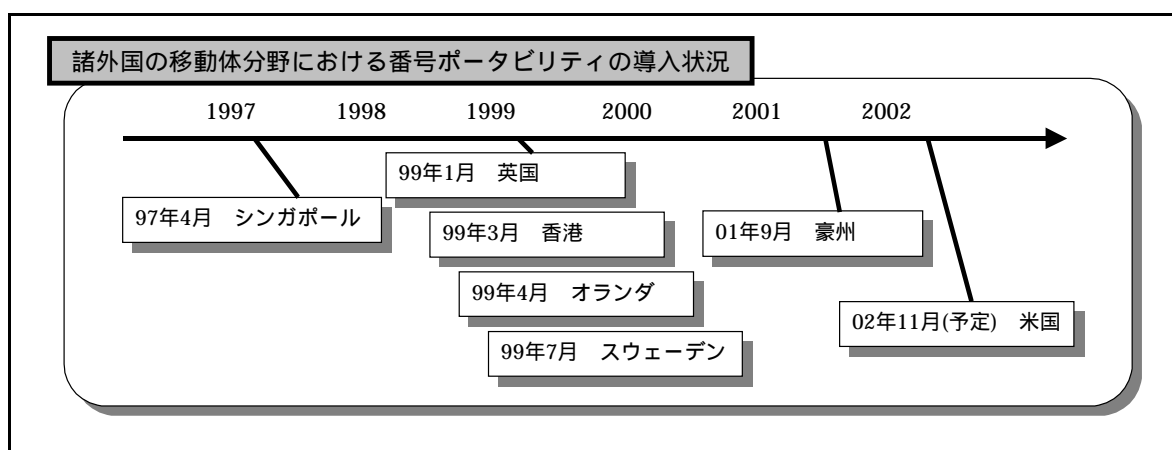 諸外国の移動体分野における番号ポータビリティの導入状況
1997 1998 1999 2000 2001 2002
97年4月 シンガポール
99年1月 英国
99年3月 香港
99年4月 オランダ
99年7月 スウェーデン
01年9月 豪州
02年11月(予定) 米国